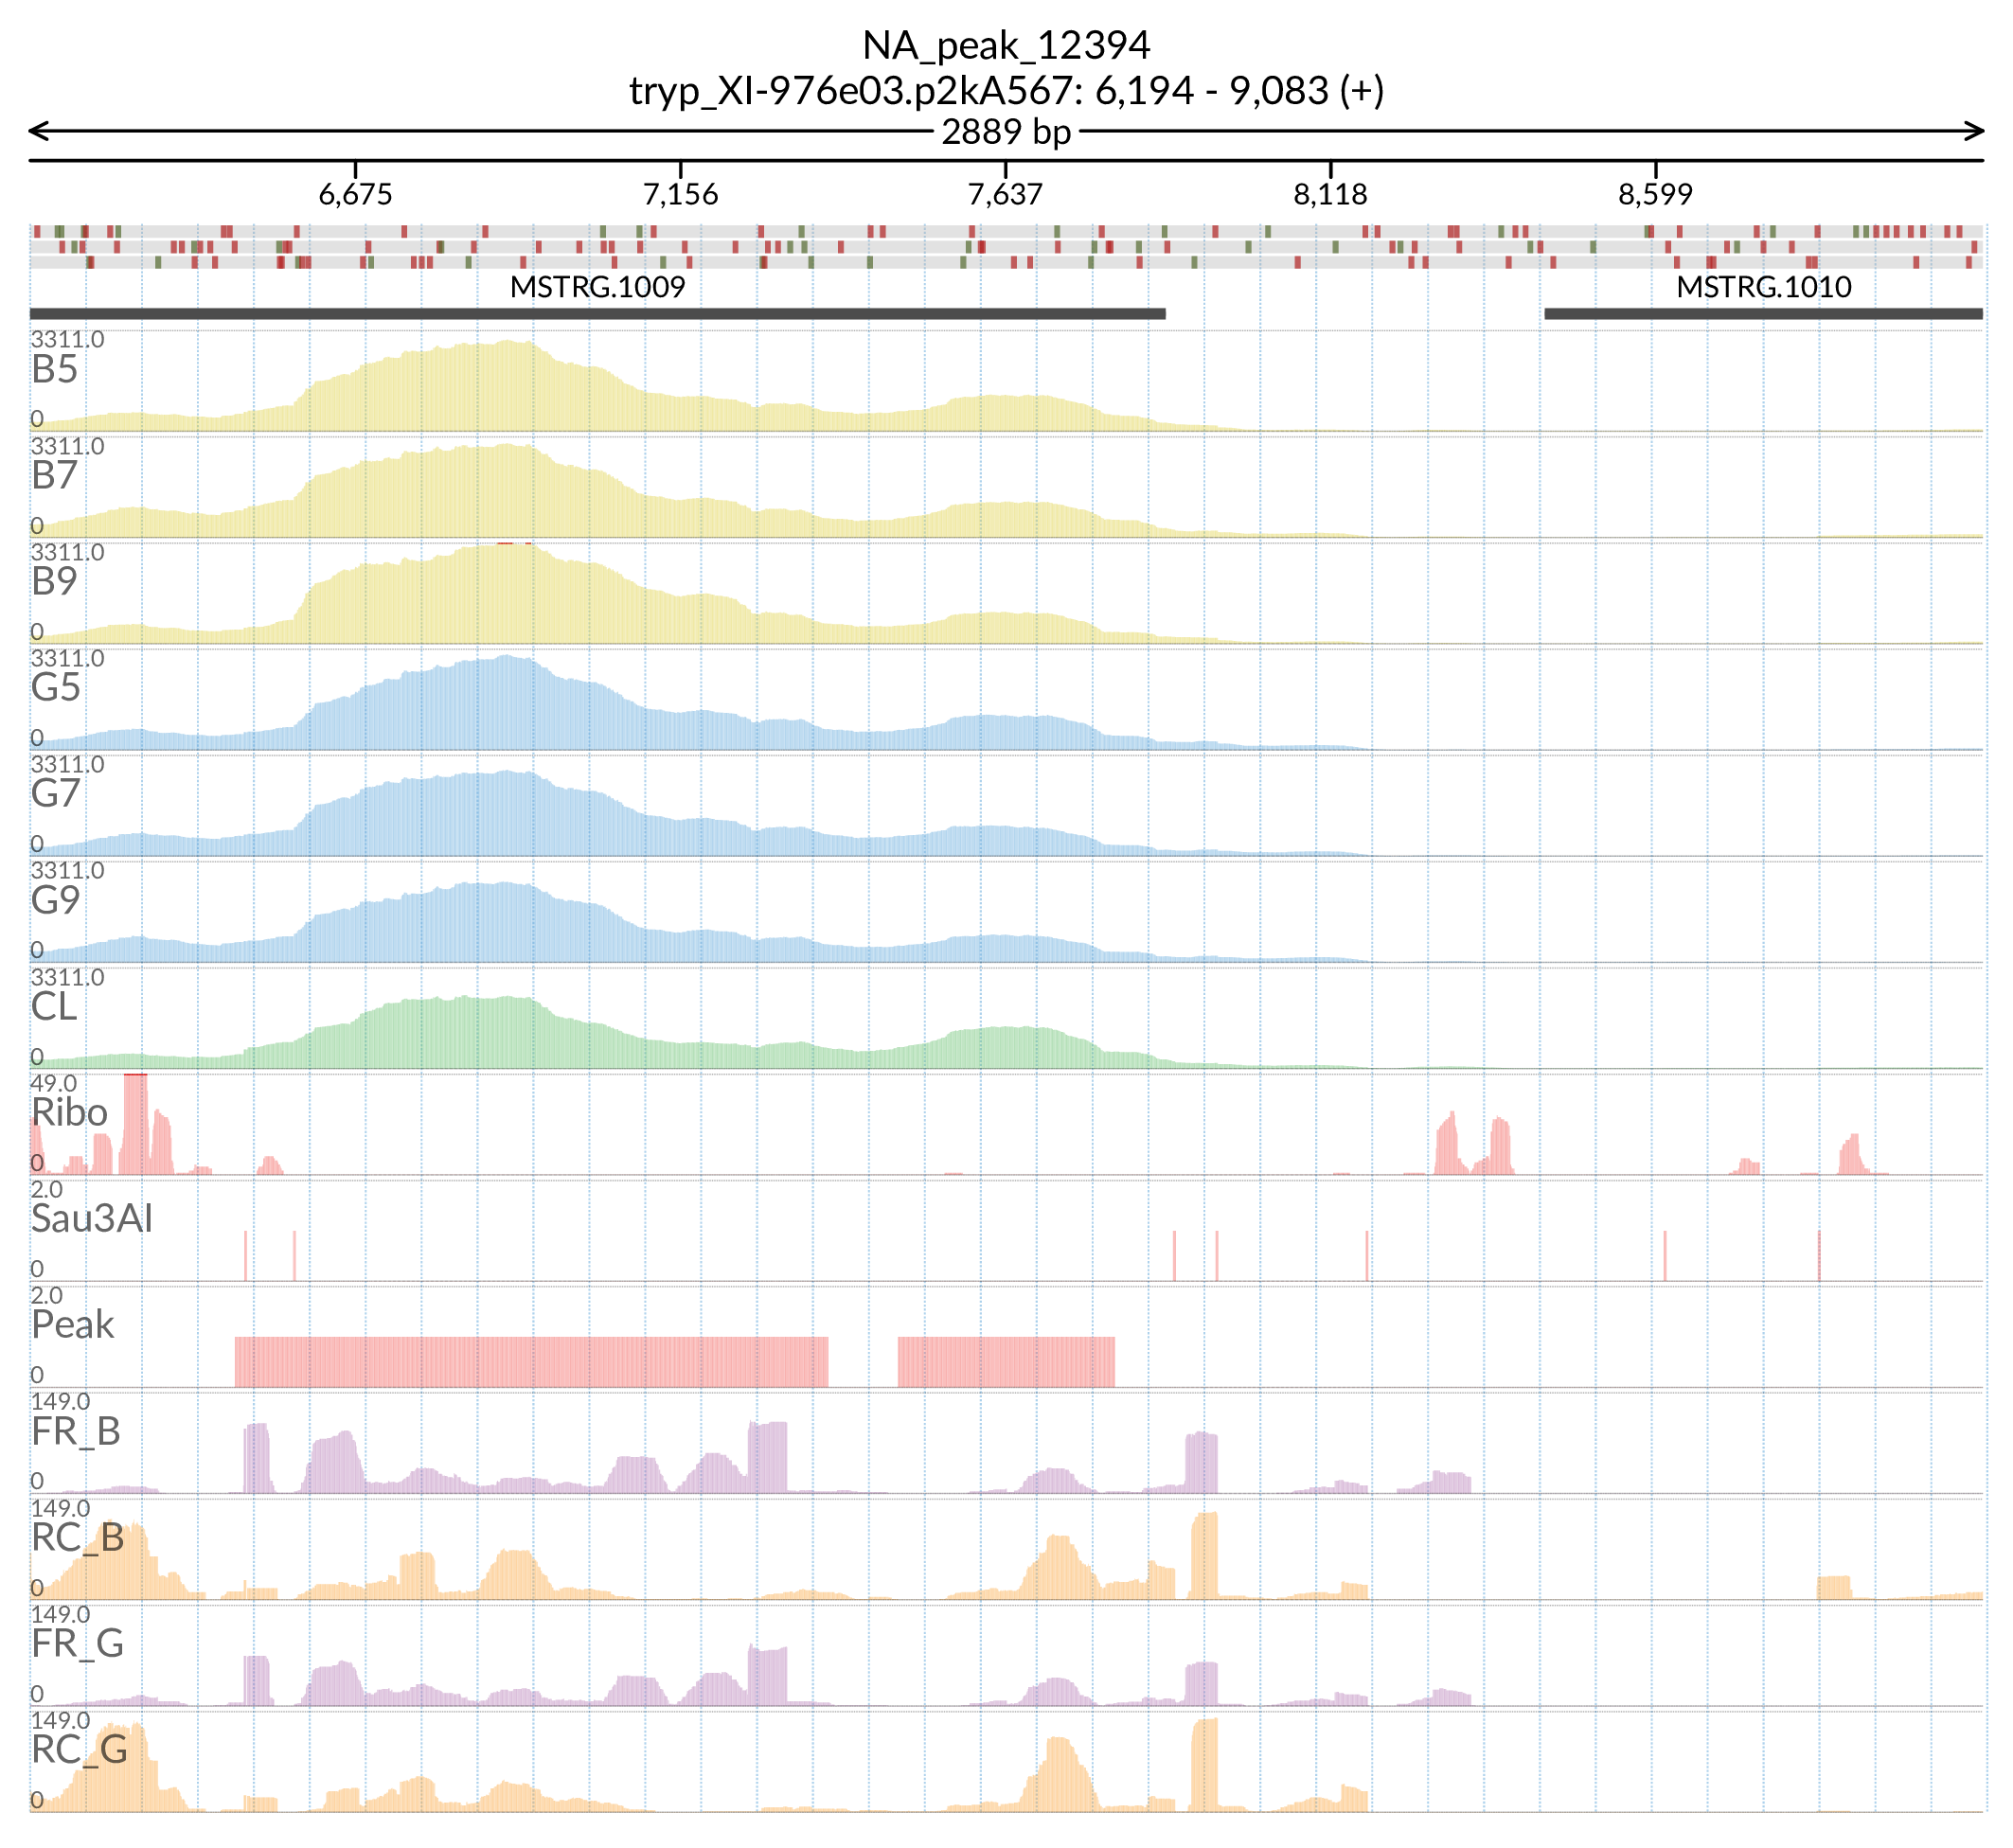 NA_peak_12394
tryp_XI-976e03.p2kA567: 6,194 - 9,083 (+)
2889 bp
6,675 7,156 7,637 8,118 8,599
MSTRG.1009 MSTRG.1010
3311.0
B5
0
3311.0
B7
0
3311.0
B9
0
3311.0
G5
0
3311.0
G7
0
3311.0
G9
0
3311.0
CL
0
49.0
Ribo
0
2.0
Sau3AI
0
2.0
Peak
0
149.0
FR_B
0
149.0
RC_B
0
149.0
FR_G
0
149.0
RC_G
0